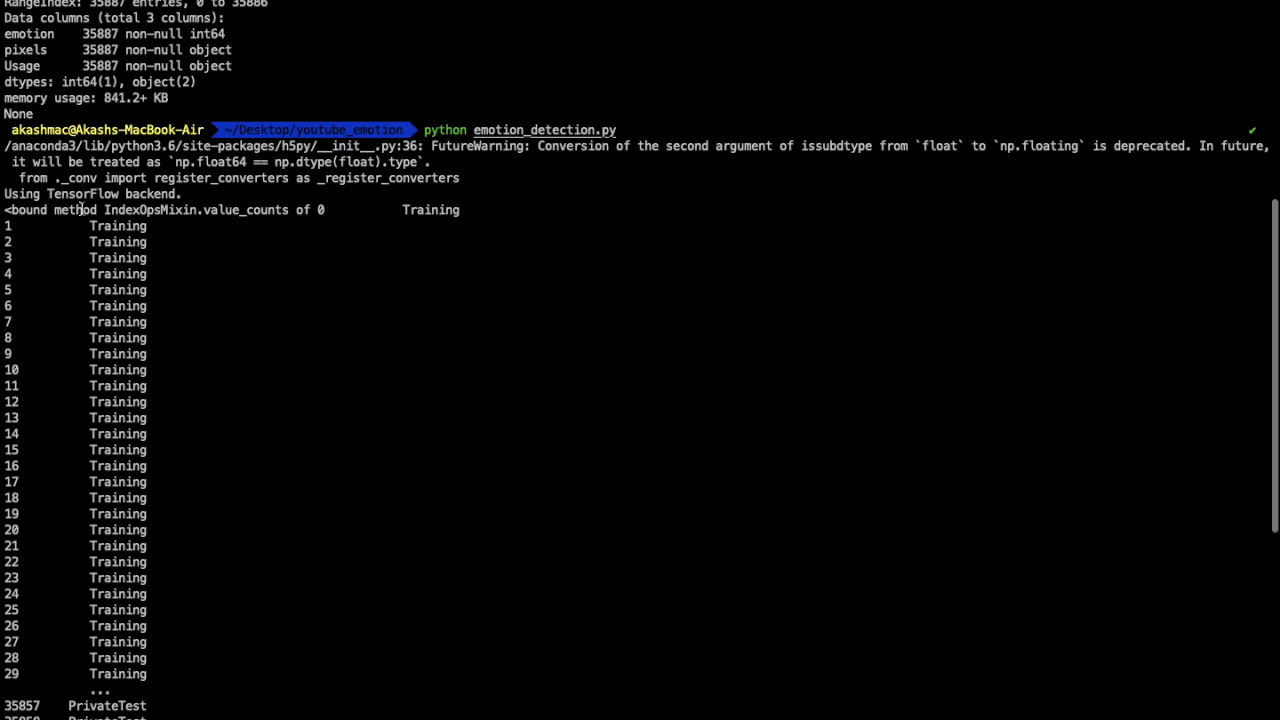 RangeIndex: 35887 entries, 0 to 35886
Data columns (total 3 columns):
emotion    35887 non-null int64
pixels     35887 non-null object
Usage      35887 non-null object
dtypes: int64(1), object(2)
memory usage: 841.2+ KB
None
akashmac@Akashs-MacBook-Air ~/Desktop/youtube_emotion python emotion_detection.py ✔
/anaconda3/lib/python3.6/site-packages/h5py/__init__.py:36: FutureWarning: Conversion of the second argument of issubdtype from `float` to `np.floating` is deprecated. In future,
it will be treated as `np.float64 == np.dtype(float).type`.
from ._conv import register_converters as _register_converters
Using TensorFlow backend.
<bound method IndexOpsMixin.value_counts of 0           Training
1           Training
2           Training
3           Training
4           Training
5           Training
6           Training
7           Training
8           Training
9           Training
10          Training
11          Training
12          Training
13          Training
14          Training
15          Training
16          Training
17          Training
18          Training
19          Training
20          Training
21          Training
22          Training
23          Training
24          Training
25          Training
26          Training
27          Training
28          Training
29          Training
...
35857    PrivateTest
35858    PrivateTest